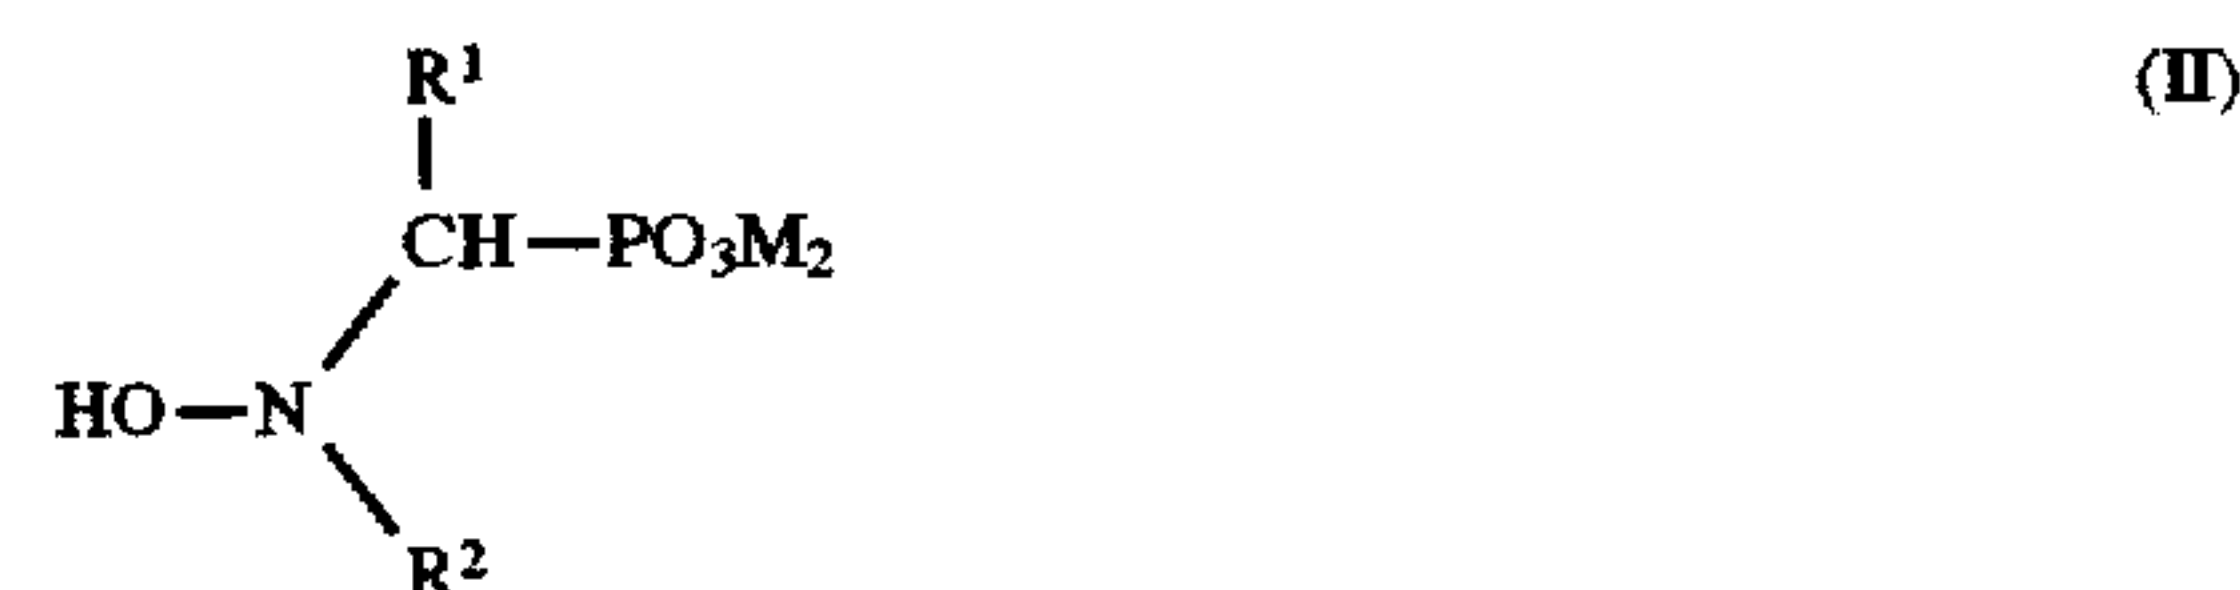 R¹ (II)
CH—PO₃M₂
HO—N
R²